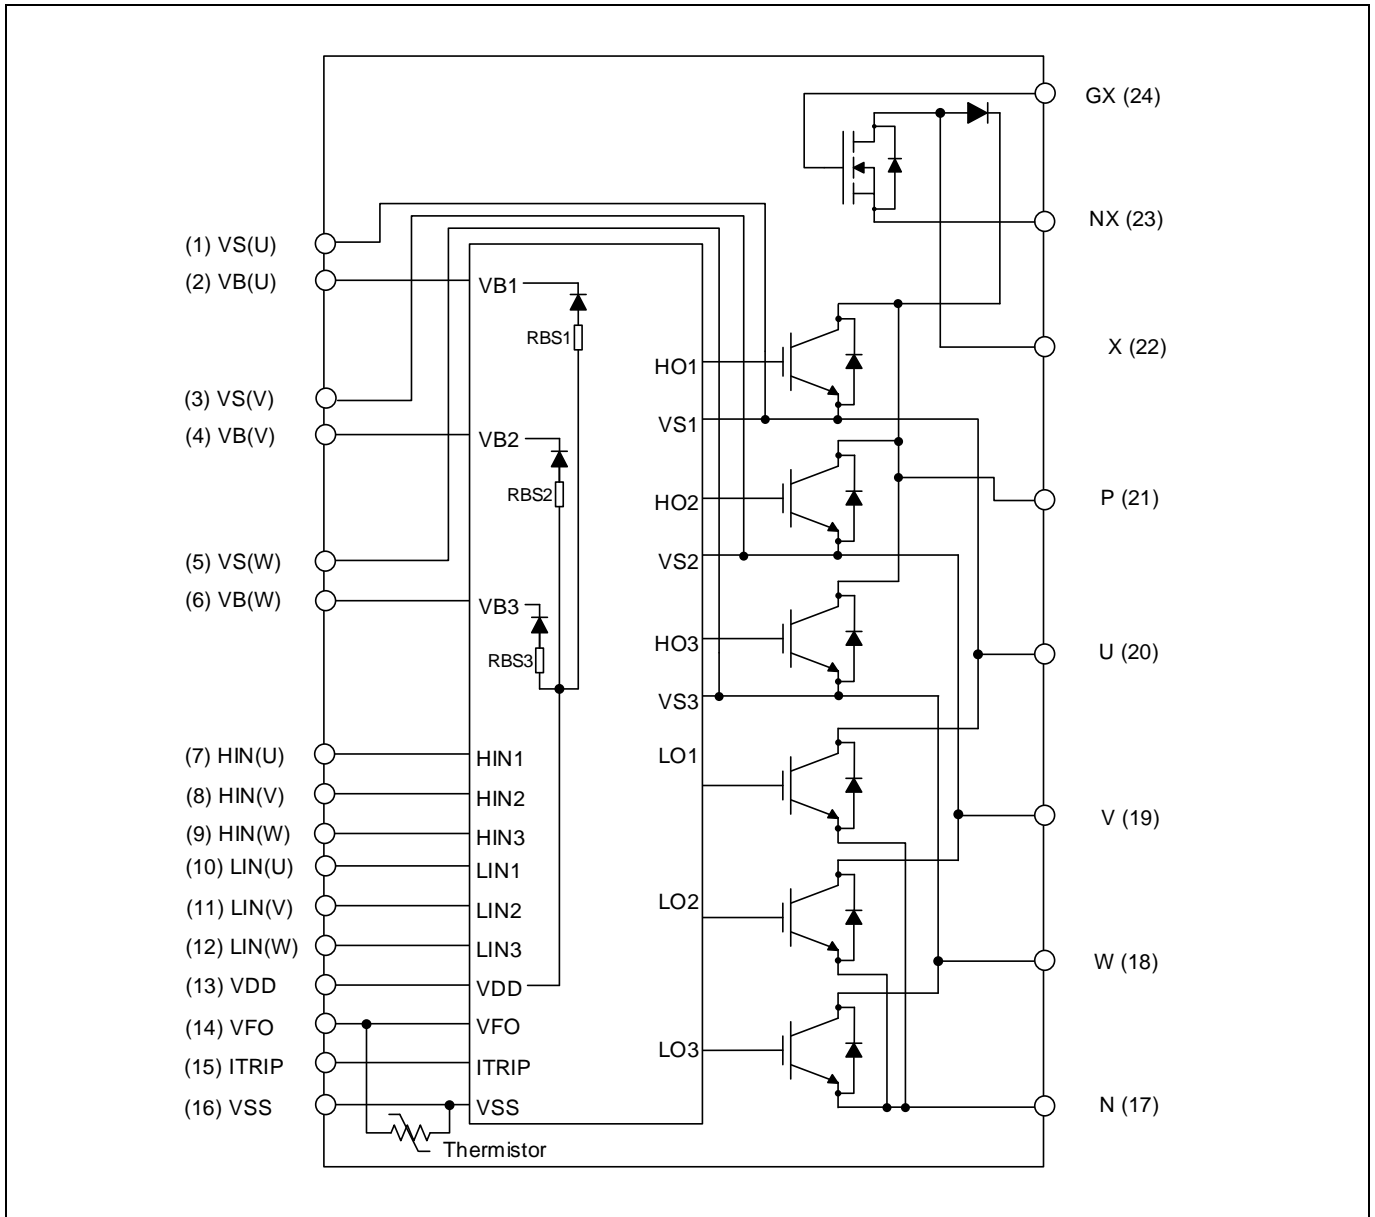 (1) VS(U)
(2) VB(U)
(3) VS(V)
(4) VB(V)
(5) VS(W)
(6) VB(W)
(7) HIN(U)
(8) HIN(V)
(9) HIN(W)
(10) LIN(U)
(11) LIN(V)
(12) LIN(W)
(13) VDD
(14) VFO
(15) ITRIP
(16) VSS
VB1
RBS1
VB2
RBS2
VB3
RBS3
HIN1
HIN2
HIN3
LIN1
LIN2
LIN3
VDD
VFO
ITRIP
VSS
Thermistor
HO1
VS1
HO2
VS2
HO3
VS3
LO1
LO2
LO3
GX (24)
NX (23)
X (22)
P (21)
U (20)
V (19)
W (18)
N (17)